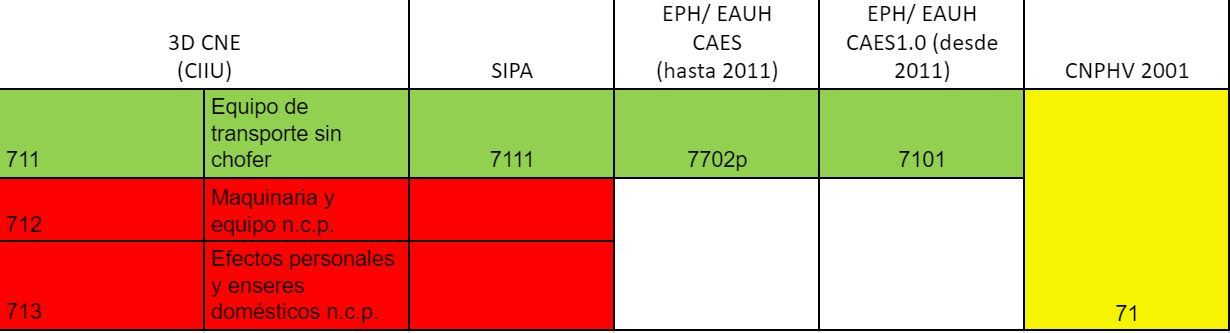 3D CNE
(CIIU)
SIPA
EPH/ EAUH
CAES
(hasta 2011)
EPH/ EAUH
CAES1.0 (desde
2011)
CNPHV 2001
711
Equipo de
transporte sin
chofer
7111
7702p
7101
712
Maquinaria y
equipo n.c.p.
713
Efectos personales
y enseres
domésticos n.c.p.
71